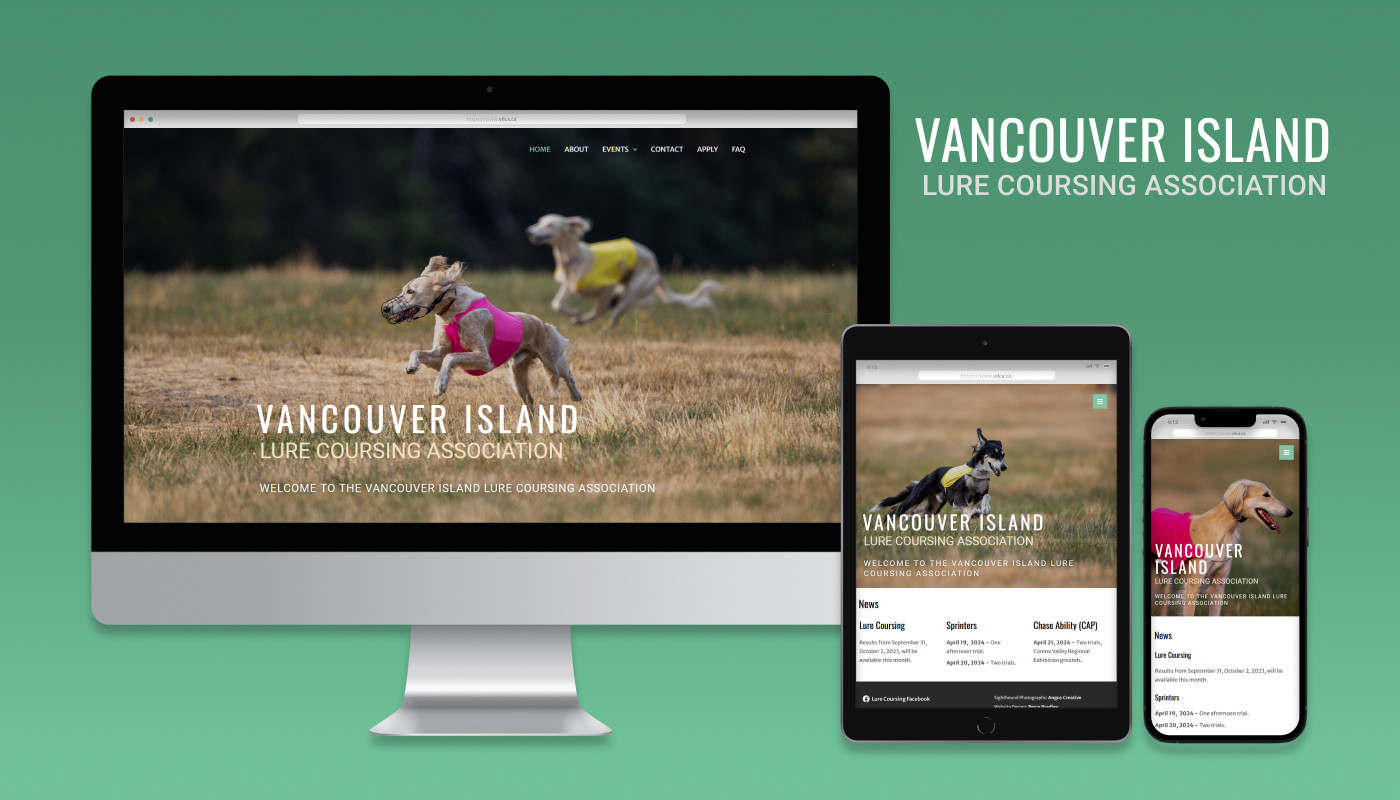 https://www.vilca.ca
HOME ABOUT EVENTS CONTACT APPLY FAQ
VANCOUVER ISLAND
LURE COURSING ASSOCIATION
WELCOME TO THE VANCOUVER ISLAND LURE COURSING ASSOCIATION
VANCOUVER ISLAND
LURE COURSING ASSOCIATION
9:13
https://www.vilca.ca
VANCOUVER ISLAND
LURE COURSING ASSOCIATION
WELCOME TO THE VANCOUVER ISLAND LURE
COURSING ASSOCIATION
News
Lure Coursing
Results from September 31,
October 2, 2023, will be
available this month.
Sprinters
April 19, 2024 – One
afternoon trial.
April 20, 2024 – Two trials.
Chase Ability (CAP)
April 21, 2024 – Two trials,
Comox Valley Regional
Exhibition grounds.
Lure Coursing Facebook
Sighthound Photographs: Angus Creative
9:13
https://www.vilca.ca
VANCOUVER
ISLAND
LURE COURSING ASSOCIATION
WELCOME TO THE VANCOUVER ISLAND LURE
COURSING ASSOCIATION
News
Lure Coursing
Results from September 31, October 2, 2023, will be
available this month.
Sprinters
April 19, 2024 – One afternoon trial.
April 20, 2024 – Two trials.